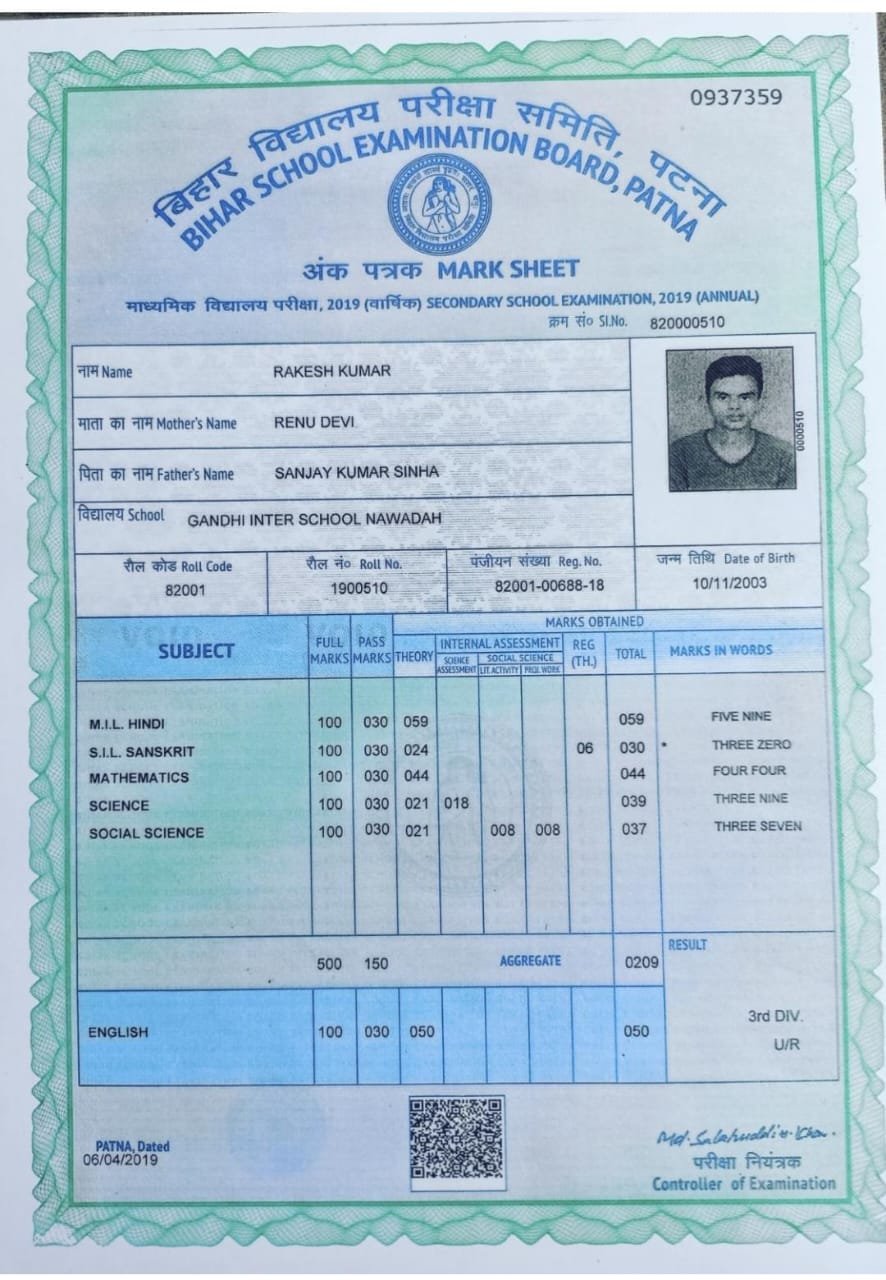 0937359
बिहार विद्यालय परीक्षा समिति, पटना
BIHAR SCHOOL EXAMINATION BOARD, PATNA
अंक पत्रक MARK SHEET
माध्यमिक विद्यालय परीक्षा, 2019 (वार्षिक) SECONDARY SCHOOL EXAMINATION, 2019 (ANNUAL)
क्रम सं० Sl.No. 820000510
नाम Name RAKESH KUMAR
माता का नाम Mother's Name RENU DEVI
पिता का नाम Father's Name SANJAY KUMAR SINHA
विद्यालय School GANDHI INTER SCHOOL NAWADAH
0000510
रौल कोड Roll Code रौल नं० Roll No. पंजीयन संख्या Reg. No. जन्म तिथि Date of Birth
82001 1900510 82001-00688-18 10/11/2003
SUBJECT FULL MARKS PASS MARKS MARKS OBTAINED
THEORY INTERNAL ASSESSMENT REG (TH.) TOTAL MARKS IN WORDS
SCIENCE ASSESSMENT SOCIAL SCIENCE
LIT.ACTIVITY PROJ.WORK
M.I.L. HINDI 100 030 059 059 FIVE NINE
S.I.L. SANSKRIT 100 030 024 06 030 * THREE ZERO
MATHEMATICS 100 030 044 044 FOUR FOUR
SCIENCE 100 030 021 018 039 THREE NINE
SOCIAL SCIENCE 100 030 021 008 008 037 THREE SEVEN
500 150 AGGREGATE 0209 RESULT
ENGLISH 100 030 050 050
3rd DIV.
U/R
PATNA, Dated
06/04/2019
Md. Salahuddin Khan.
परीक्षा नियंत्रक
Controller of Examination